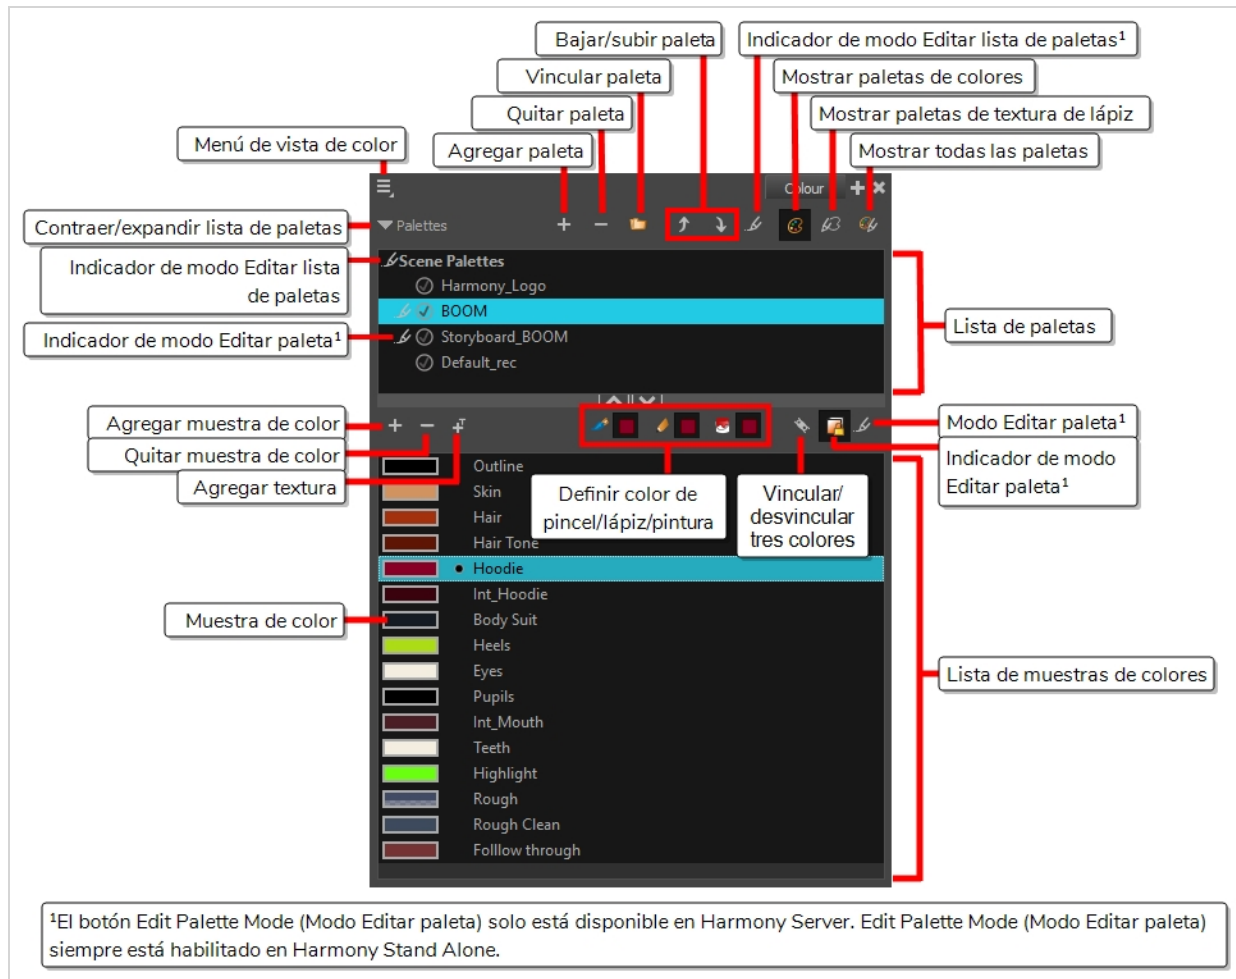 Bajar/subir paleta
Indicador de modo Editar lista de paletas¹
Vincular paleta
Mostrar paletas de colores
Quitar paleta
Mostrar paletas de textura de lápiz
Menú de vista de color
Agregar paleta
Mostrar todas las paletas
Colour
Contraer/expandir lista de paletas
Palettes
Indicador de modo Editar lista
de paletas
Scene Palettes
Harmony_Logo
BOOM
Lista de paletas
Indicador de modo Editar paleta¹
Storyboard_BOOM
Default_rec
Agregar muestra de color
Quitar muestra de color
Agregar textura
Modo Editar paleta¹
Indicador de modo
Editar paleta¹
Definir color de
pincel/lápiz/pintura
Vincular/
desvincular
tres colores
Outline
Skin
Hair
Hair Tone
Hoodie
Int_Hoodie
Muestra de color
Body Suit
Heels
Eyes
Lista de muestras de colores
Pupils
Int_Mouth
Teeth
Highlight
Rough
Rough Clean
Folllow through
¹El botón Edit Palette Mode (Modo Editar paleta) solo está disponible en Harmony Server. Edit Palette Mode (Modo Editar paleta)
siempre está habilitado en Harmony Stand Alone.